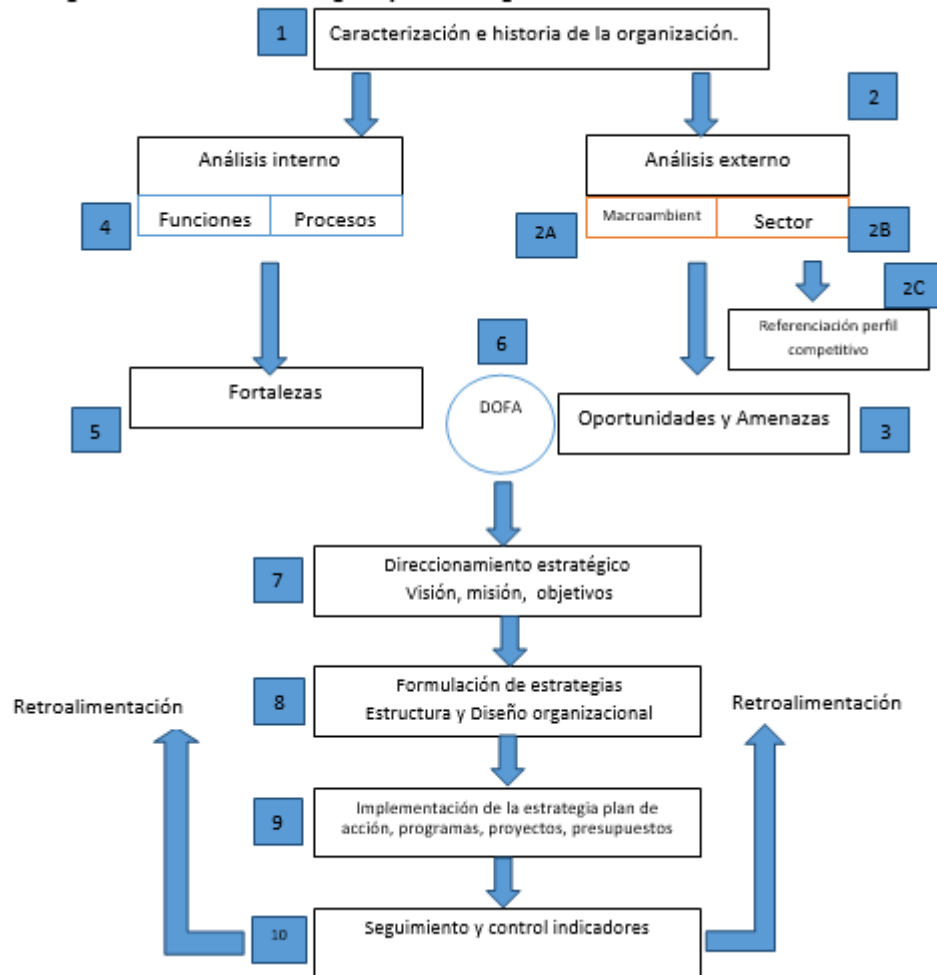 1
Caracterización e historia de la organización.
2
Análisis interno
Análisis externo
4
Funciones
Procesos
2A
Macroambient
Sector
2B
2C
Referenciación perfil
competitivo
6
Fortalezas
5
DOFA
Oportunidades y Amenazas
3
7
Direccionamiento estratégico
Visión, misión, objetivos
8
Formulación de estrategias
Estructura y Diseño organizacional
Retroalimentación
Retroalimentación
9
Implementación de la estrategia plan de
acción, programas, proyectos, presupuestos
10
Seguimiento y control indicadores